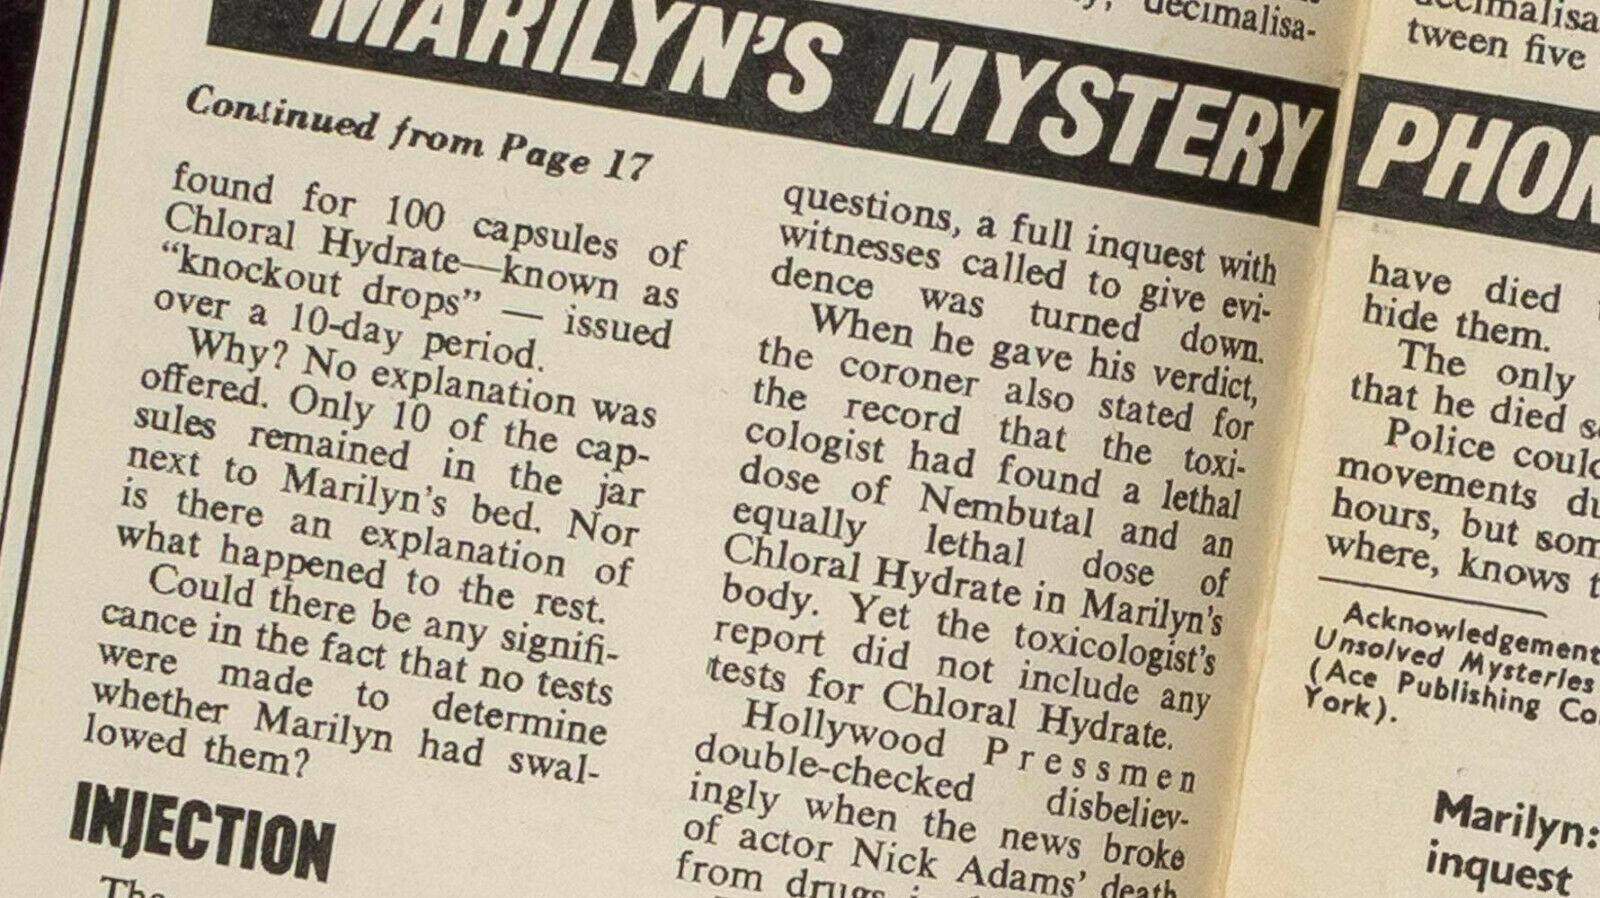 decimalisa-
MARILYN'S MYSTERY
Continued from Page 17
found for 100 capsules of
Chloral Hydrate—known as
“knockout drops” — issued
over a 10-day period.
Why? No explanation was
offered. Only 10 of the cap-
sules remained in the jar
next to Marilyn's bed. Nor
is there an explanation of
what happened to the rest.
Could there be any signifi-
cance in the fact that no tests
were made to determine
whether Marilyn had swal-
lowed them?
INJECTION
The
questions, a full inquest with
witnesses called to give evi-
dence was turned down.
When he gave his verdict,
the coroner also stated for
the record that the toxi-
cologist had found a lethal
dose of Nembutal and an
equally lethal dose of
Chloral Hydrate in Marilyn's
body. Yet the toxicologist's
report did not include any
tests for Chloral Hydrate.
Hollywood Pressmen
double-checked disbeliev-
ingly when the news broke
of actor Nick Adams' death
from drugs
decimalisa
tween five
PHON
have died
hide them.
The only
that he died
Police could
movements du
hours, but som
where, knows
Acknowledgement
Unsolved Mysteries
(Ace Publishing Co
York).
Marilyn:
inquest